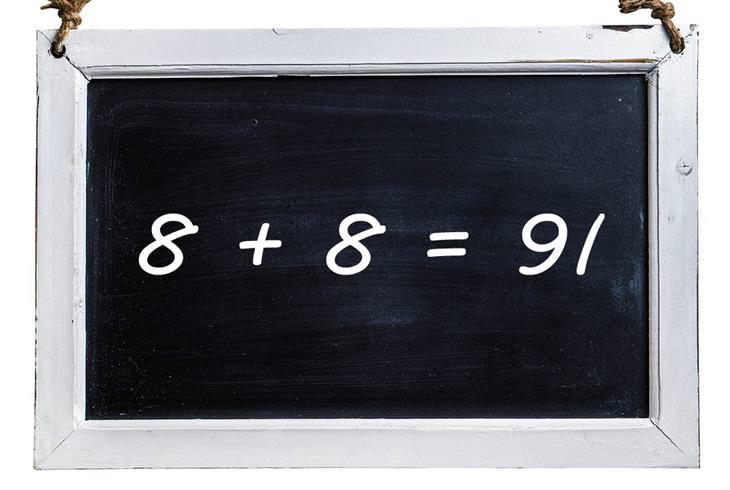 8 + 8 = 91